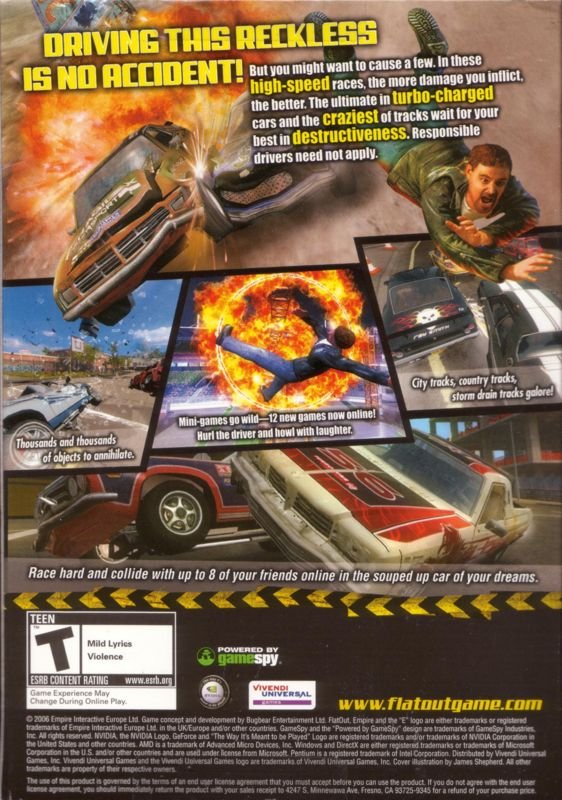 DRIVING THIS RECKLESS
IS NO ACCIDENT!
But you might want to cause a few. In these
high-speed races, the more damage you inflict,
the better. The ultimate in turbo-charged
cars and the craziest of tracks wait for your
best in destructiveness. Responsible
drivers need not apply.
Thousands and thousands
of objects to annihilate.
Mini-games go wild—12 new games now online!
Hurl the driver and howl with laughter.
City tracks, country tracks,
storm drain tracks galore!
Race hard and collide with up to 8 of your friends online in the souped up car of your dreams.
TEEN
T
Mild Lyrics
Violence
ESRB CONTENT RATING www.esrb.org
Game Experience May
Change During Online Play.
POWERED BY
gamespy
NVIDIA
VIVENDI
UNIVERSAL
games
www.flatoutgame.com
© 2006 Empire Interactive Europe Ltd. Game concept and development by Bugbear Entertainment Ltd. FlatOut, Empire and the "E" logo are either trademarks or registered
trademarks of Empire Interactive Europe Ltd. in the UK/Europe and/or other countries. GameSpy and the "Powered by GameSpy" design are trademarks of GameSpy Industries,
Inc. All rights reserved. NVIDIA, the NVIDIA Logo, GeForce and "The Way It's Meant to be Played" Logo are registered trademarks and/or trademarks of NVIDIA Corporation in
the United States and other countries. AMD is a trademark of Advanced Micro Devices, Inc. Windows and DirectX are either registered trademarks or trademarks of Microsoft
Corporation in the U.S. and/or other countries and are used under license from Microsoft. Pentium is a registered trademark of Intel Corporation. Distributed by Vivendi Universal
Games, Inc. Vivendi Universal Games and the Vivendi Universal Games logo are trademarks of Vivendi Universal Games, Inc. Cover illustration by James Shepherd. All other
trademarks are property of their respective owners.
The use of this product is governed by the terms of an end user license agreement that you must accept before you can use the product. If you do not agree with the end user
license agreement, you should immediately return the product with your sales receipt to 4247 S. Minnewawa Ave, Fresno, CA 93725-9345 for a refund of your purchase price.